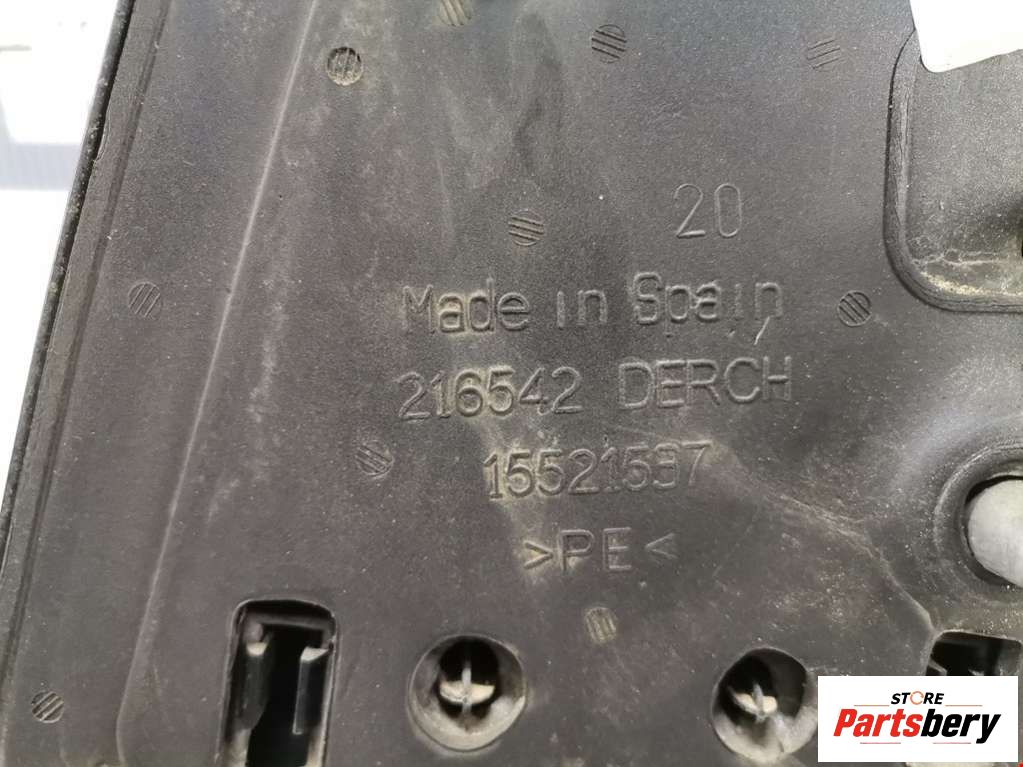 20
Made in Spain
216542 DERCH
15521597
>PE<
STORE
Partsbery